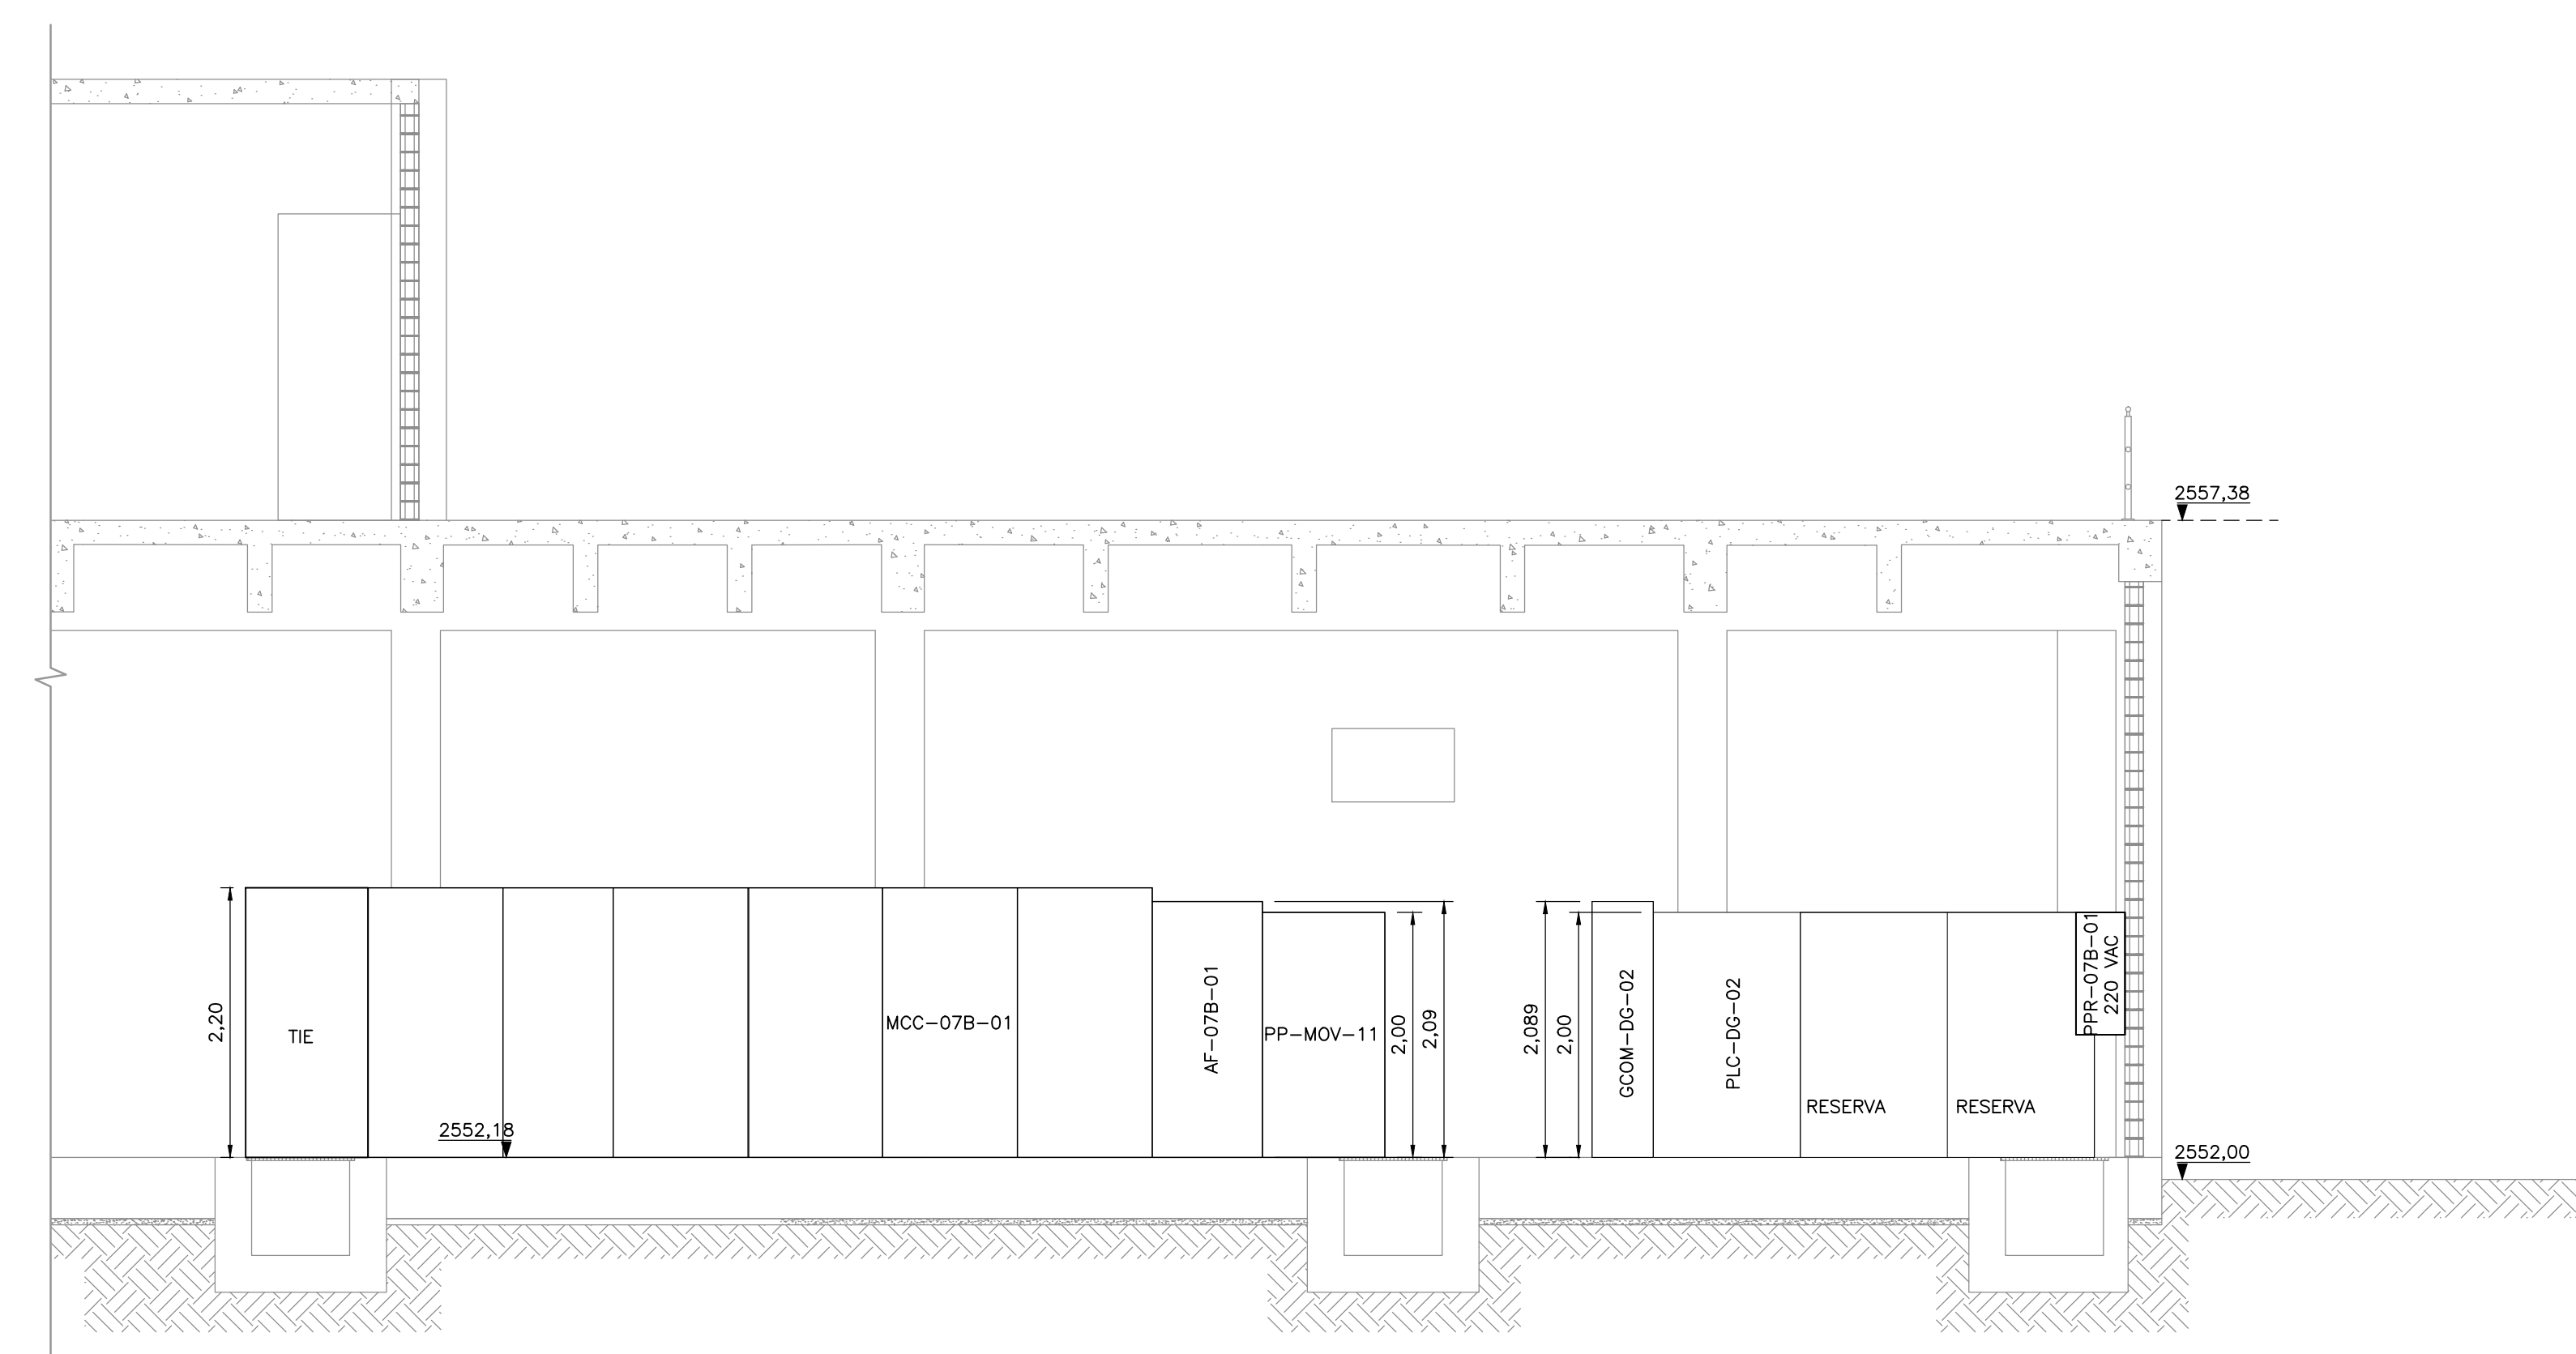 2557,38
2,20
TIE
2552,18
MCC-07B-01
AF-07B-01
PP-MOV-11
2,00
2,09
2,089
2,00
GCOM-DG-02
PLC-DG-02
RESERVA
RESERVA
PPR-07B-01
220 VAC
2552,00